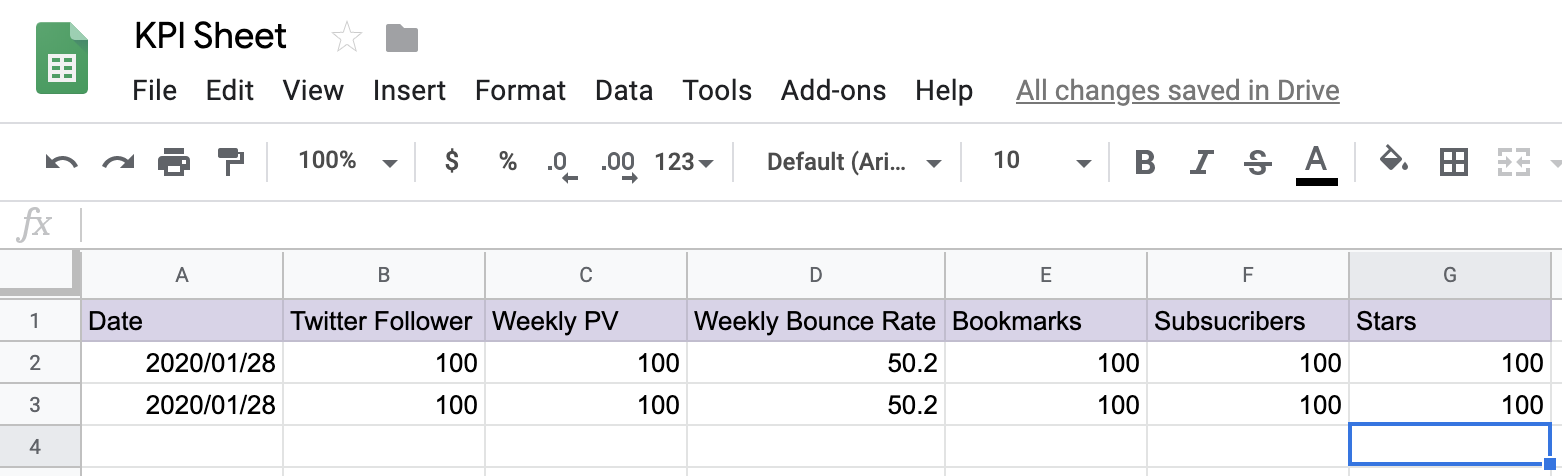 KPI Sheet
File Edit View Insert Format Data Tools Add-ons Help All changes saved in Drive
100% $ % .0 .00 123 Default (Ari... 10 B I S A
fx
A B C D E F G
1 Date Twitter Follower Weekly PV Weekly Bounce Rate Bookmarks Subsucribers Stars
2 2020/01/28 100 100 50.2 100 100 100
3 2020/01/28 100 100 50.2 100 100 100
4